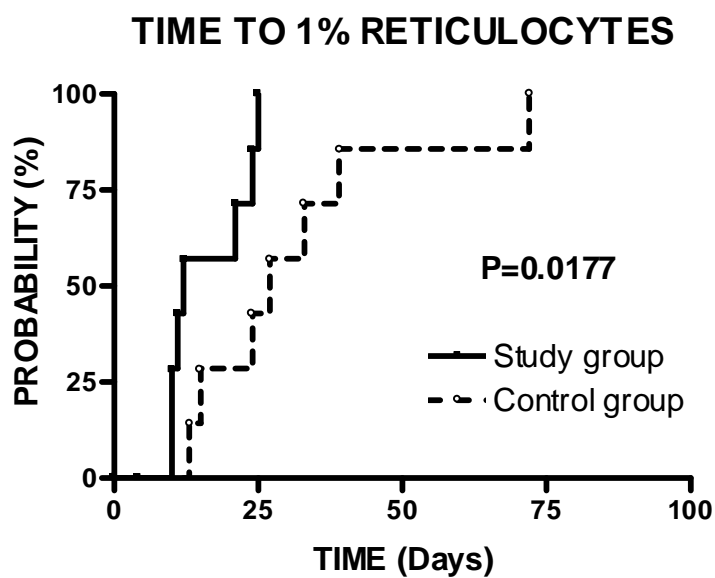 TIME TO 1% RETICULOCYTES
100
75
50
25
0
PROBABILITY (%)
P=0.0177
Study group
Control group
0 25 50 75 100
TIME (Days)